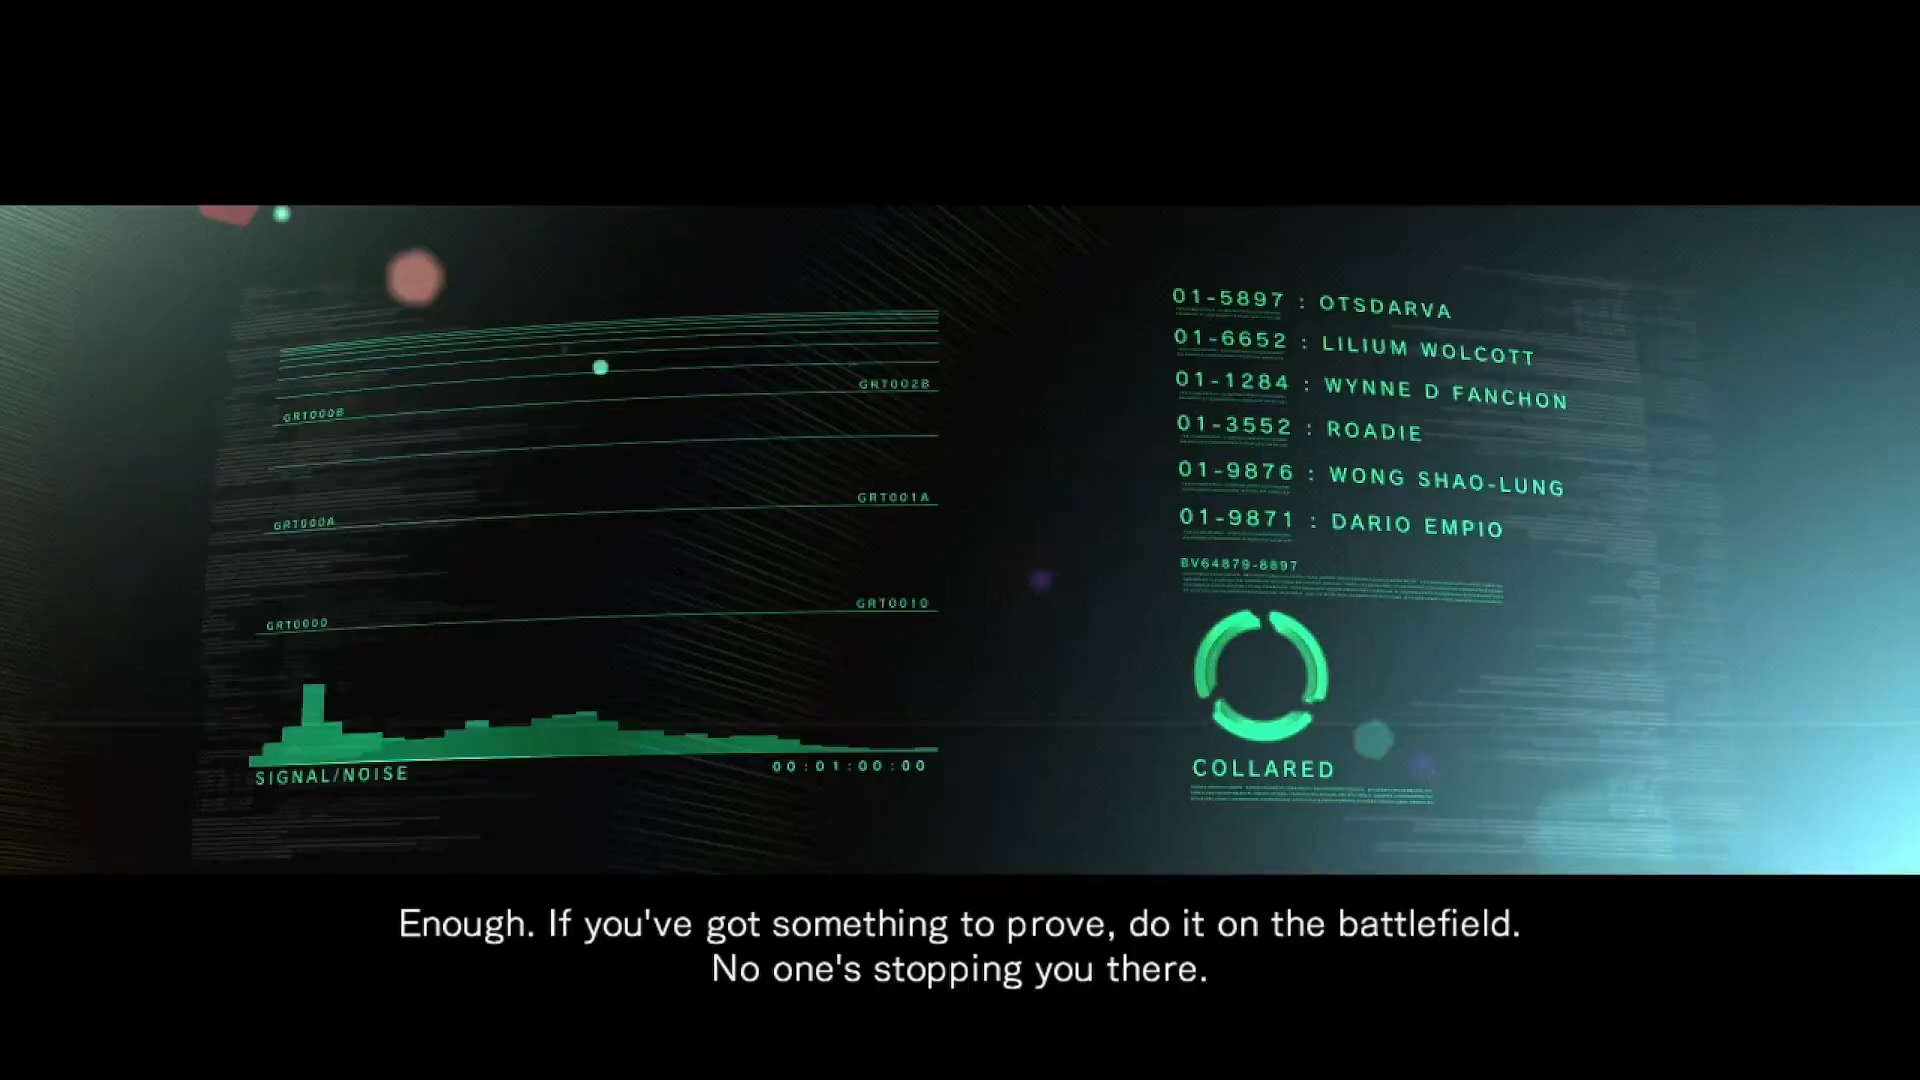 GRT002B
GRT000B
GRT001A
GRT000A
GRT0010
GRT0000
SIGNAL/NOISE
00:01:00:00
01-5897 : OTSDARVA
01-6652 : LILIUM WOLCOTT
01-1284 : WYNNE D FANCHON
01-3552 : ROADIE
01-9876 : WONG SHAO-LUNG
01-9871 : DARIO EMPIO
BV64879-8897
COLLARED
Enough. If you've got something to prove, do it on the battlefield.
No one's stopping you there.